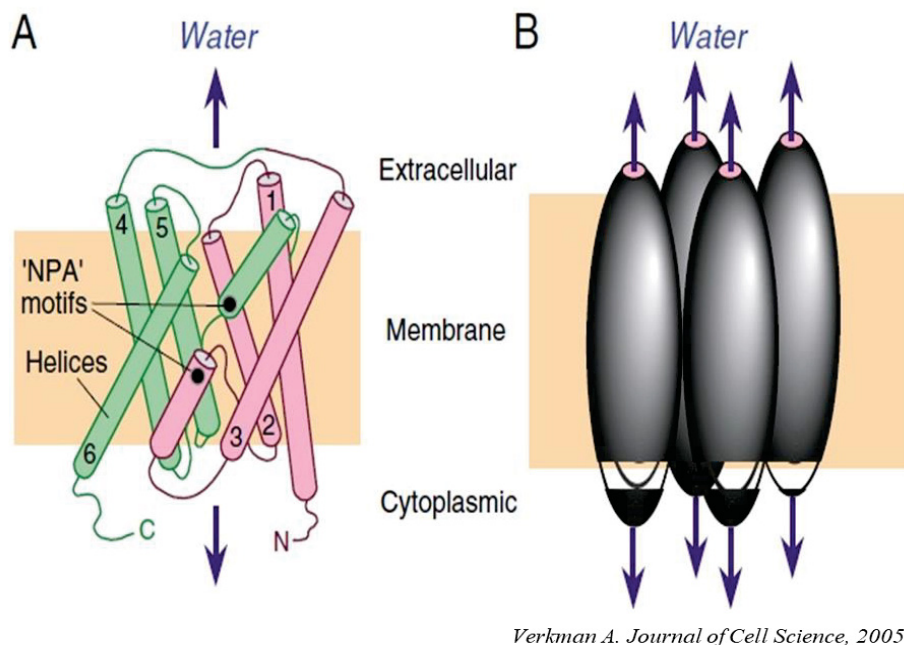 A
Water
4
5
1
'NPA'
motifs
Helices
6
3
2
C
N
B
Water
Extracellular
Membrane
Cytoplasmic
Verkman A. Journal of Cell Science, 2005